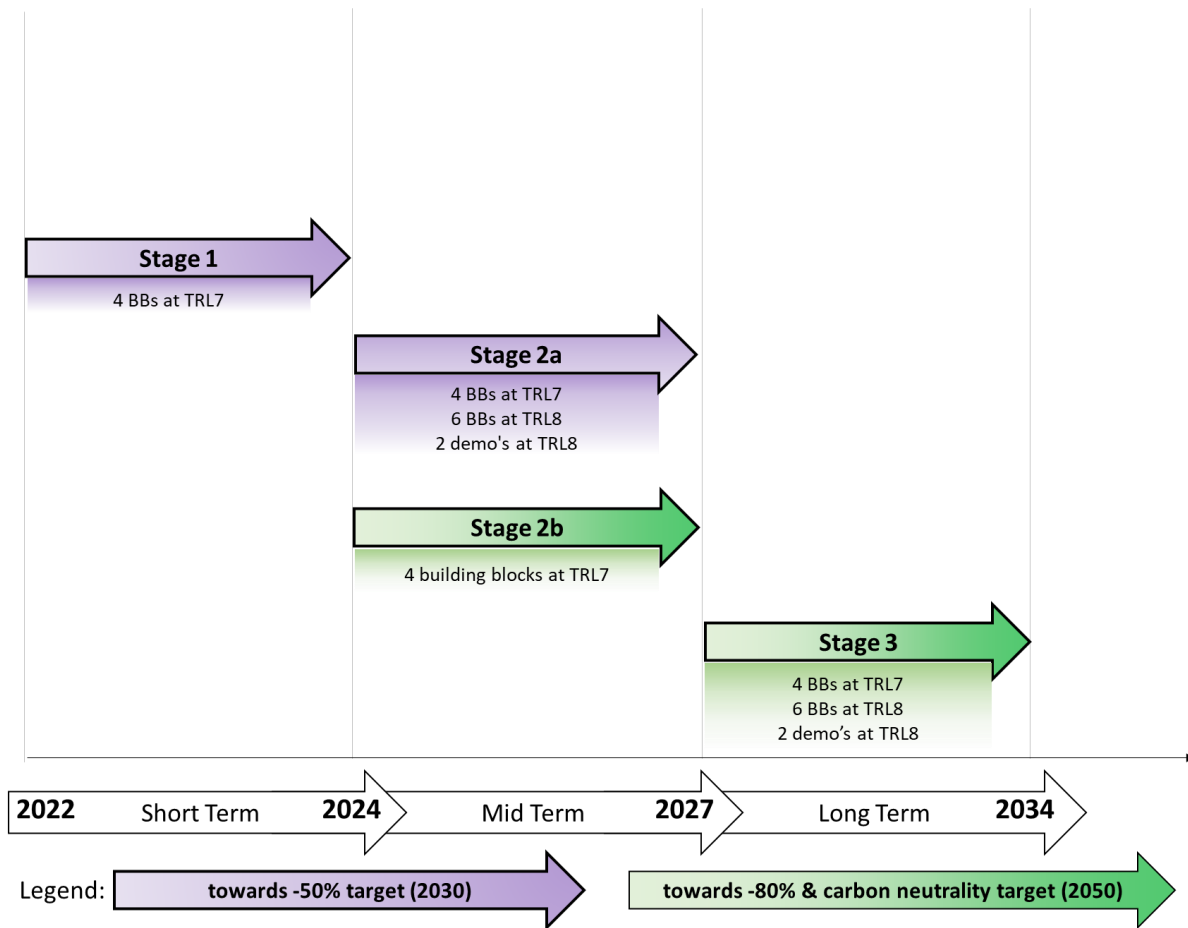 Stage 1
4 BBs at TRL7
Stage 2a
4 BBs at TRL7
6 BBs at TRL8
2 demo's at TRL8
Stage 2b
4 building blocks at TRL7
Stage 3
4 BBs at TRL7
6 BBs at TRL8
2 demo’s at TRL8
2022 Short Term 2024 Mid Term 2027 Long Term 2034
Legend: towards -50% target (2030) towards -80% & carbon neutrality target (2050)